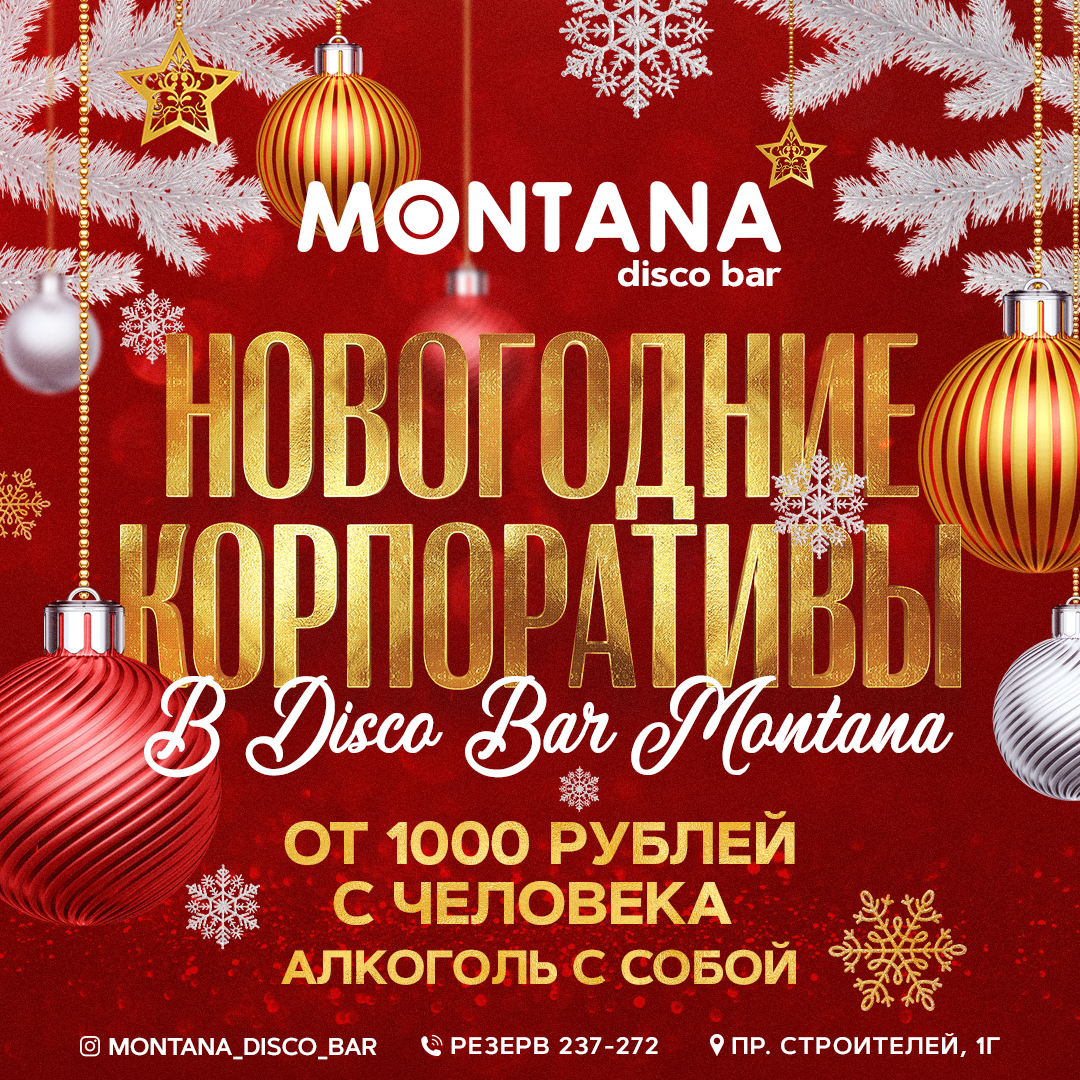 MONTANA
disco bar
НОВОГОДНИЕ
КОРПОРАТИВЫ
В Disco Bar Montana
ОТ 1000 РУБЛЕЙ
С ЧЕЛОВЕКА
АЛКОГОЛЬ С СОБОЙ
MONTANA_DISCO_BAR РЕЗЕРВ 237-272 ПР. СТРОИТЕЛЕЙ, 1Г